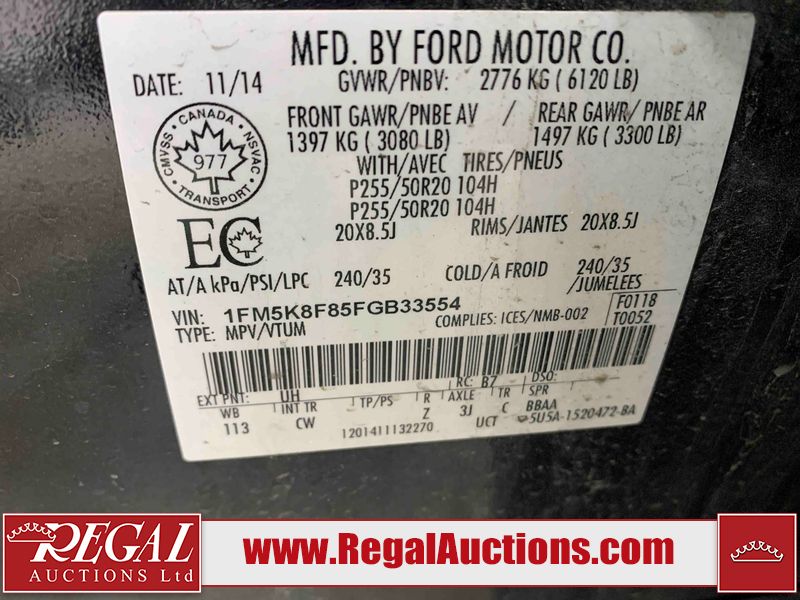 MFD. BY FORD MOTOR CO.
DATE: 11/14
GVWR/PNBV: 2776 KG ( 6120 LB)
FRONT GAWR/PNBE AV / REAR GAWR/ PNBE AR
1397 KG ( 3080 LB) 1497 KG ( 3300 LB)
WITH/AVEC TIRES/PNEUS
P255/50R20 104H
P255/50R20 104H
20X8.5J RIMS/JANTES 20X8.5J
CANADA
CMVSS NSVAC
977
TRANSPORT
EC
AT/A kPa/PSI/LPC 240/35 COLD/A FROID 240/35
/JUMELEES
VIN: 1FM5K8F85FGB33554
TYPE: MPV/VTUM
COMPLIES: ICES/NMB-002
F0118
T0052
EXT PNT: UH RC: B7 DSO:
WB INT TR TP/PS R AXLE TR SPR
113 CW Z 3J C BBAA
1201411132270 UCT 5U5A-1520472-BA
REGAL
AUCTIONS Ltd
www.RegalAuctions.com